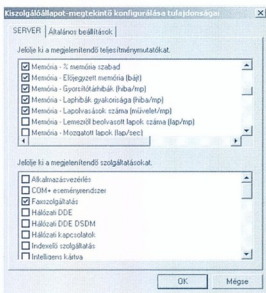 Kiszolgálóállapot-megtekintő konfigurálása tulajdonságai
SERVER
Általános beállítások
Jelölje ki a megjelenítendő teljesítménymutatókat.
Memória - % memória szabad
Memória - Előjegyzett memória (bájt)
Memória - Gyorsítótárhibák (hiba/mp)
Memória - Laphibák gyakorisága (hiba/mp)
Memória - Lapolvasások száma (művelet/mp)
Memória - Lemezről beolvasott lapok száma (lap/mp)
Memória - Mozgatott lapok (lap/sec)
Jelölje ki a megjelenítendő szolgáltatásokat.
Alkalmazásvezérlés
COM+ eseményrendszer
Faxszolgáltatás
Hálózati DDE
Hálózati DDE DSDM
Hálózati kapcsolatok
Indexelő szolgáltatás
Intelligens kártya
OK
Mégse